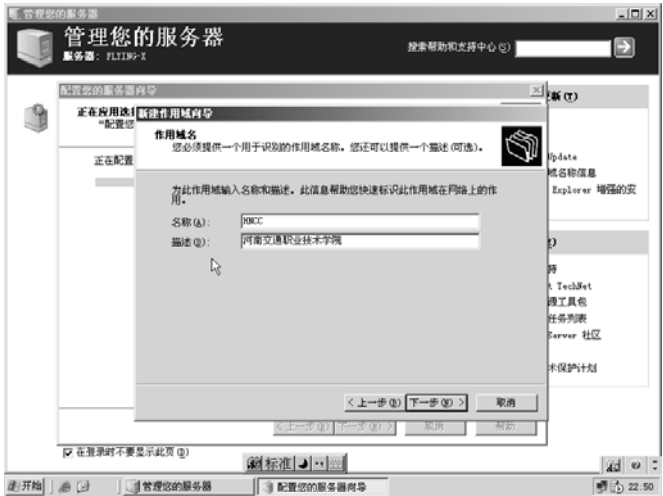 管理您的服务器
管理您的服务器
服务器: FLYING-X
搜索帮助和支持中心(S)
配置您的服务器向导
正在应用选
“配置您
正在配置
新建作用域向导
作用域名
您必须提供一个用于识别的作用域名称。您还可以提供一个描述(可选)。
为此作用域输入名称和描述。此信息帮助您快速标识此作用域在网络上的作
用。
名称(A):
HNCC
描述(D):
河南交通职业技术学院
<上一步(B)
下一步(N)>
取消
<上一步(B)
下一步(N)>
取消
帮助
新(T)
Update
域名称信息
Explorer 增强的安
持
t TechNet
源工具包
任务列表
Server 社区
术保护计划
在登录时不要显示此页(D)
标准
开始
管理您的服务器
配置您的服务器向导
22:50